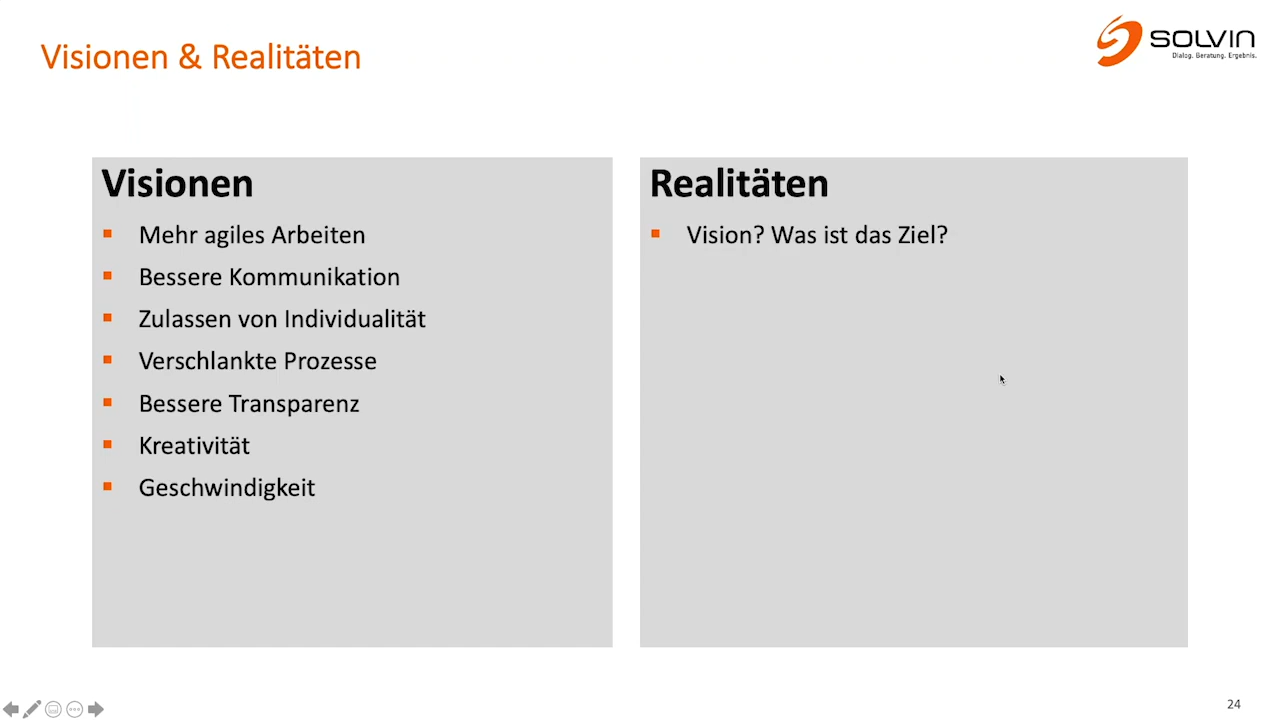 Visionen & Realitäten
SOLVIN
Dialog. Beratung. Ergebnis.
Visionen
Mehr agiles Arbeiten
Bessere Kommunikation
Zulassen von Individualität
Verschlankte Prozesse
Bessere Transparenz
Kreativität
Geschwindigkeit
Realitäten
Vision? Was ist das Ziel?
24